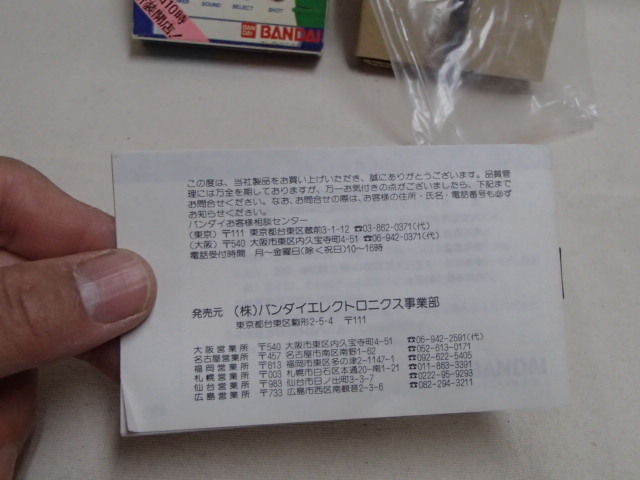 月10時
装開店!
POWER SOUND SELECT SHOT
BANDAI
BANDAI
この度は、当社製品をお買い上げいただき、誠にありがとうございます。品質管
理には万全を期しておりますが、万一お気付きの点がございましたら、下記まで
お問合せください。なお、お問合せの際は、お客様の住所・氏名・電話番号も必ず
お知らせください。
バンダイお客様相談センター
(東京)〒111 東京都台東区蔵前3-1-12 ☎03-862-0371(代)
(大阪)〒540 大阪市東区内久宝寺町4-51 ☎06-942-0371(代)
電話受付時間 月~金曜日(除く祝日)10~16時
発売元 (株)バンダイエレクトロニクス事業部
東京都台東区駒形2-5-4 〒111
大阪営業所 〒540 大阪市東区内久宝寺町4-51 ☎06-942-2591(代)
名古屋営業所 〒457 名古屋市南区南野1-62 ☎052-613-0171
福岡営業所 〒813 福岡市東区多の津2-1147-1 ☎092-622-5405
札幌営業所 〒003 札幌市白石区本通20-南1 ☎011-863-3391
仙台営業所 〒983 仙台市日ノ出町3-3-7 ☎0222-95-9293
広島営業所 〒733 広島市西区南観音2-3-6 ☎082-294-3211